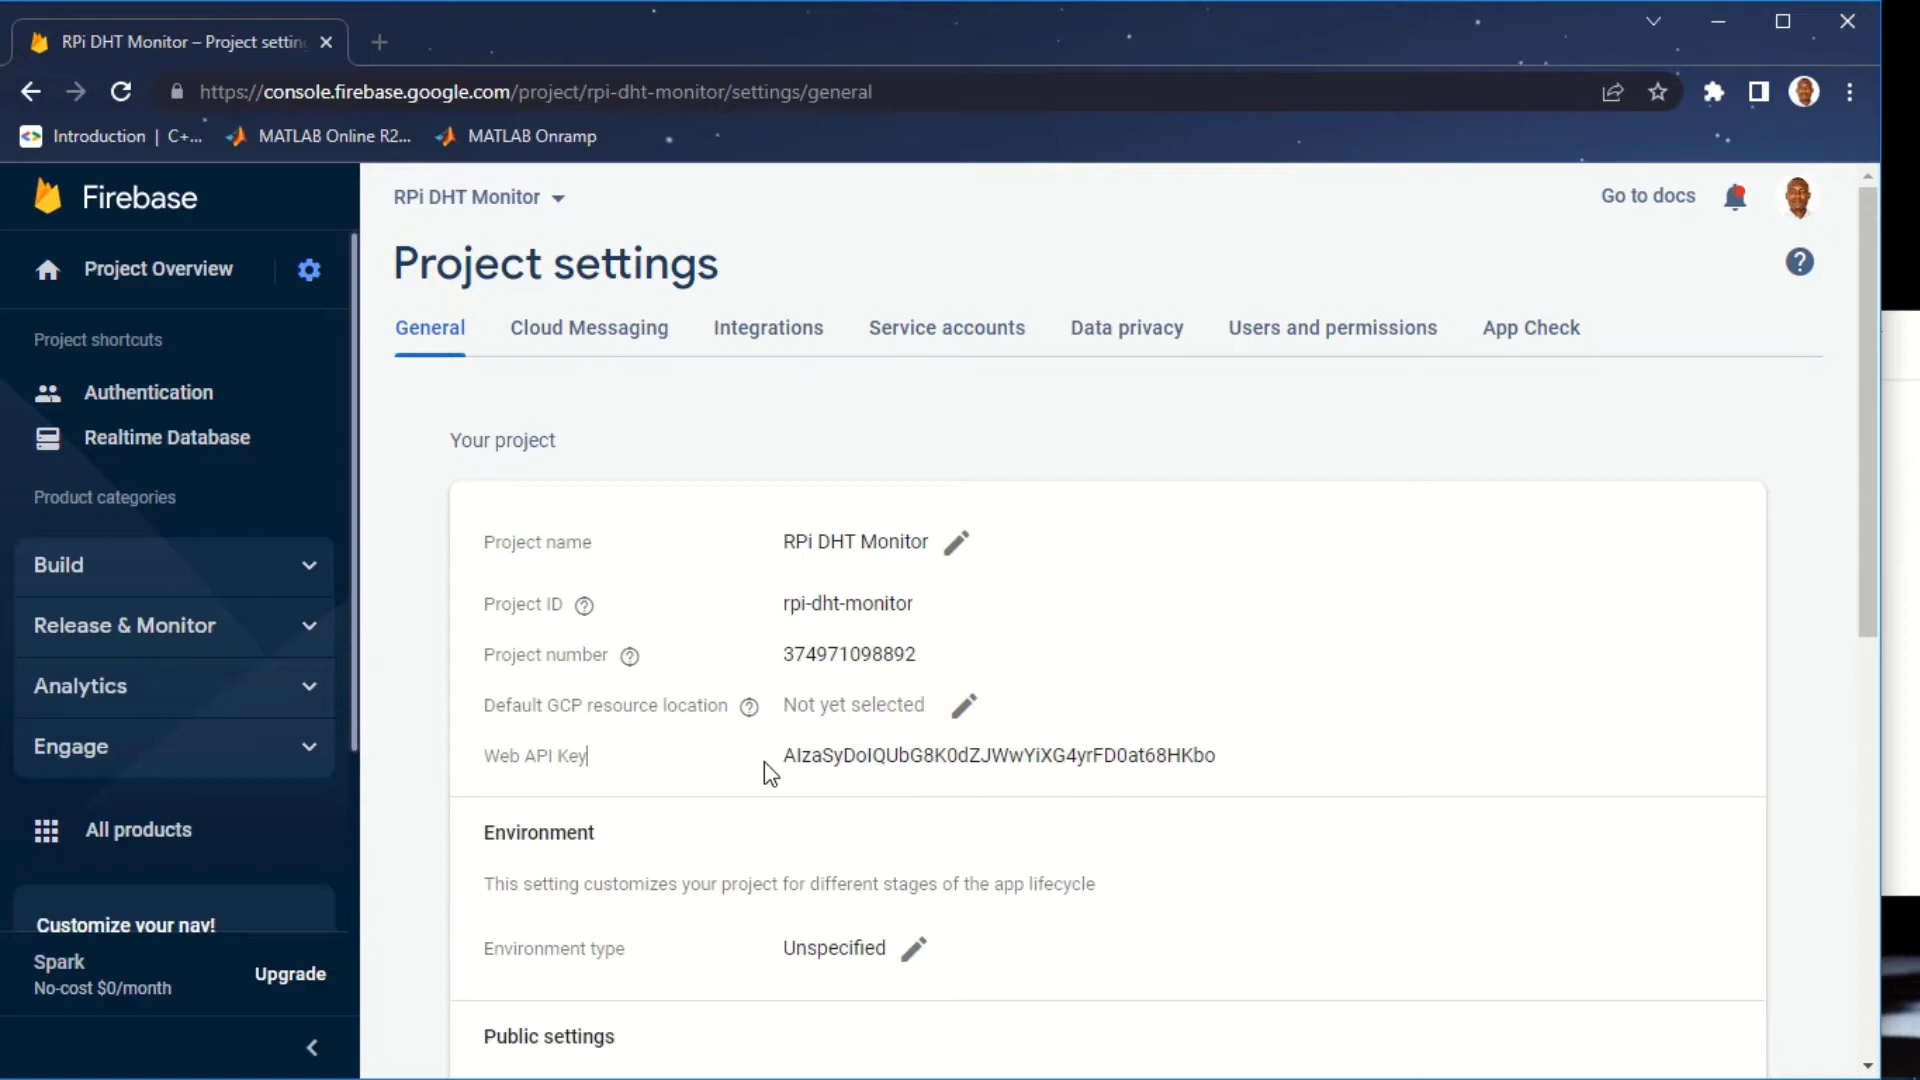 RPi DHT Monitor – Project settin
https://console.firebase.google.com/project/rpi-dht-monitor/settings/general
Introduction | C+...
MATLAB Online R2...
MATLAB Onramp
Firebase
RPi DHT Monitor
Go to docs
Project Overview
Project settings
General
Cloud Messaging
Integrations
Service accounts
Data privacy
Users and permissions
App Check
Project shortcuts
Authentication
Realtime Database
Product categories
Build
Release & Monitor
Analytics
Engage
All products
Customize your nav!
Spark
No-cost $0/month
Upgrade
Your project
Project name
RPi DHT Monitor
Project ID
rpi-dht-monitor
Project number
374971098892
Default GCP resource location
Not yet selected
Web API Key
AIzaSyDoIQUbG8K0dZJWwYiXG4yrFD0at68HKbo
Environment
This setting customizes your project for different stages of the app lifecycle
Environment type
Unspecified
Public settings